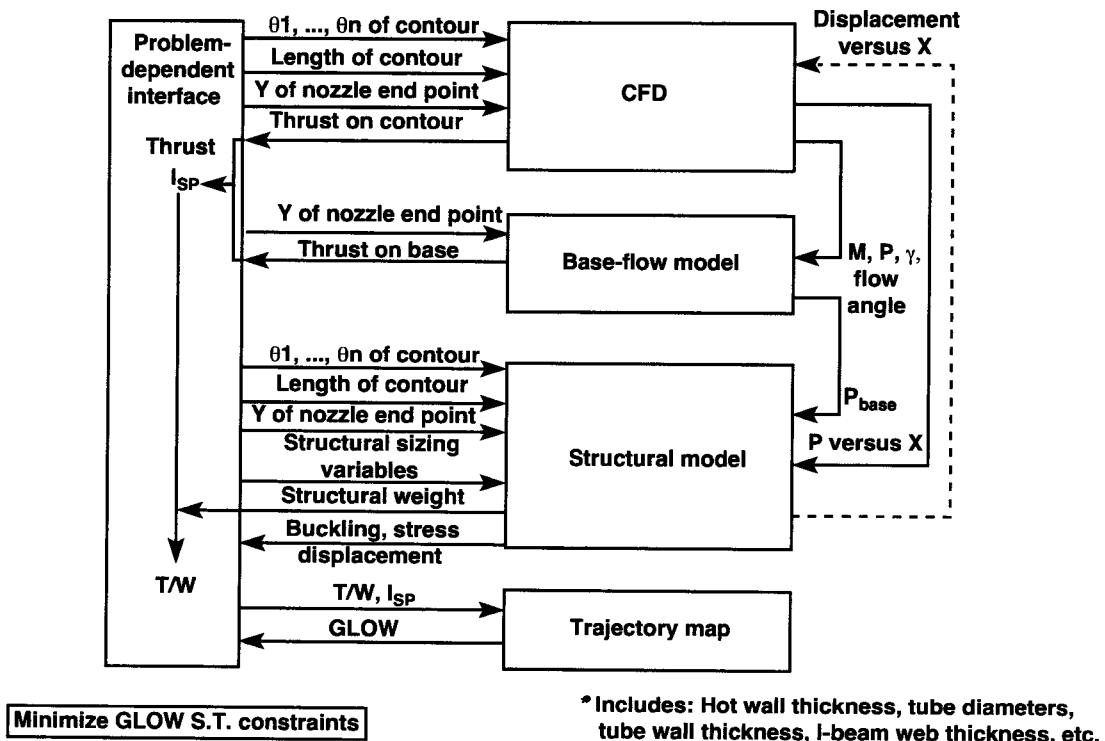 Problem-
dependent
interface
θ1, ..., θn of contour
Length of contour
Y of nozzle end point
Thrust on contour
CFD
Displacement
versus X
Thrust
ISP
Y of nozzle end point
Thrust on base
Base-flow model
M, P, γ,
flow
angle
θ1, ..., θn of contour
Length of contour
Y of nozzle end point
Structural sizing
variables
Structural weight
Buckling, stress
displacement
Structural model
Pbase
P versus X
T/W
T/W, ISP
GLOW
Trajectory map
Minimize GLOW S.T. constraints
* Includes: Hot wall thickness, tube diameters,
tube wall thickness, I-beam web thickness, etc.